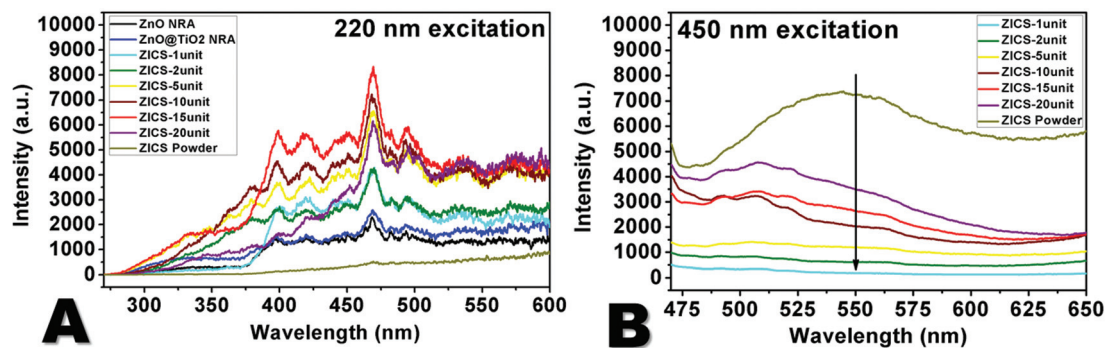 220 nm excitation
ZnO NRA
ZnO@TiO2 NRA
ZICS-1unit
ZICS-2unit
ZICS-5unit
ZICS-10unit
ZICS-15unit
ZICS-20unit
ZICS Powder
10000
9000
8000
7000
6000
5000
4000
3000
2000
1000
0
Intensity (a.u.)
300 350 400 450 500 550 600
Wavelength (nm)
A
450 nm excitation
ZICS-1unit
ZICS-2unit
ZICS-5unit
ZICS-10unit
ZICS-15unit
ZICS-20unit
ZICS Powder
10000
9000
8000
7000
6000
5000
4000
3000
2000
1000
0
Intensity (a.u.)
475 500 525 550 575 600 625 650
Wavelength (nm)
B